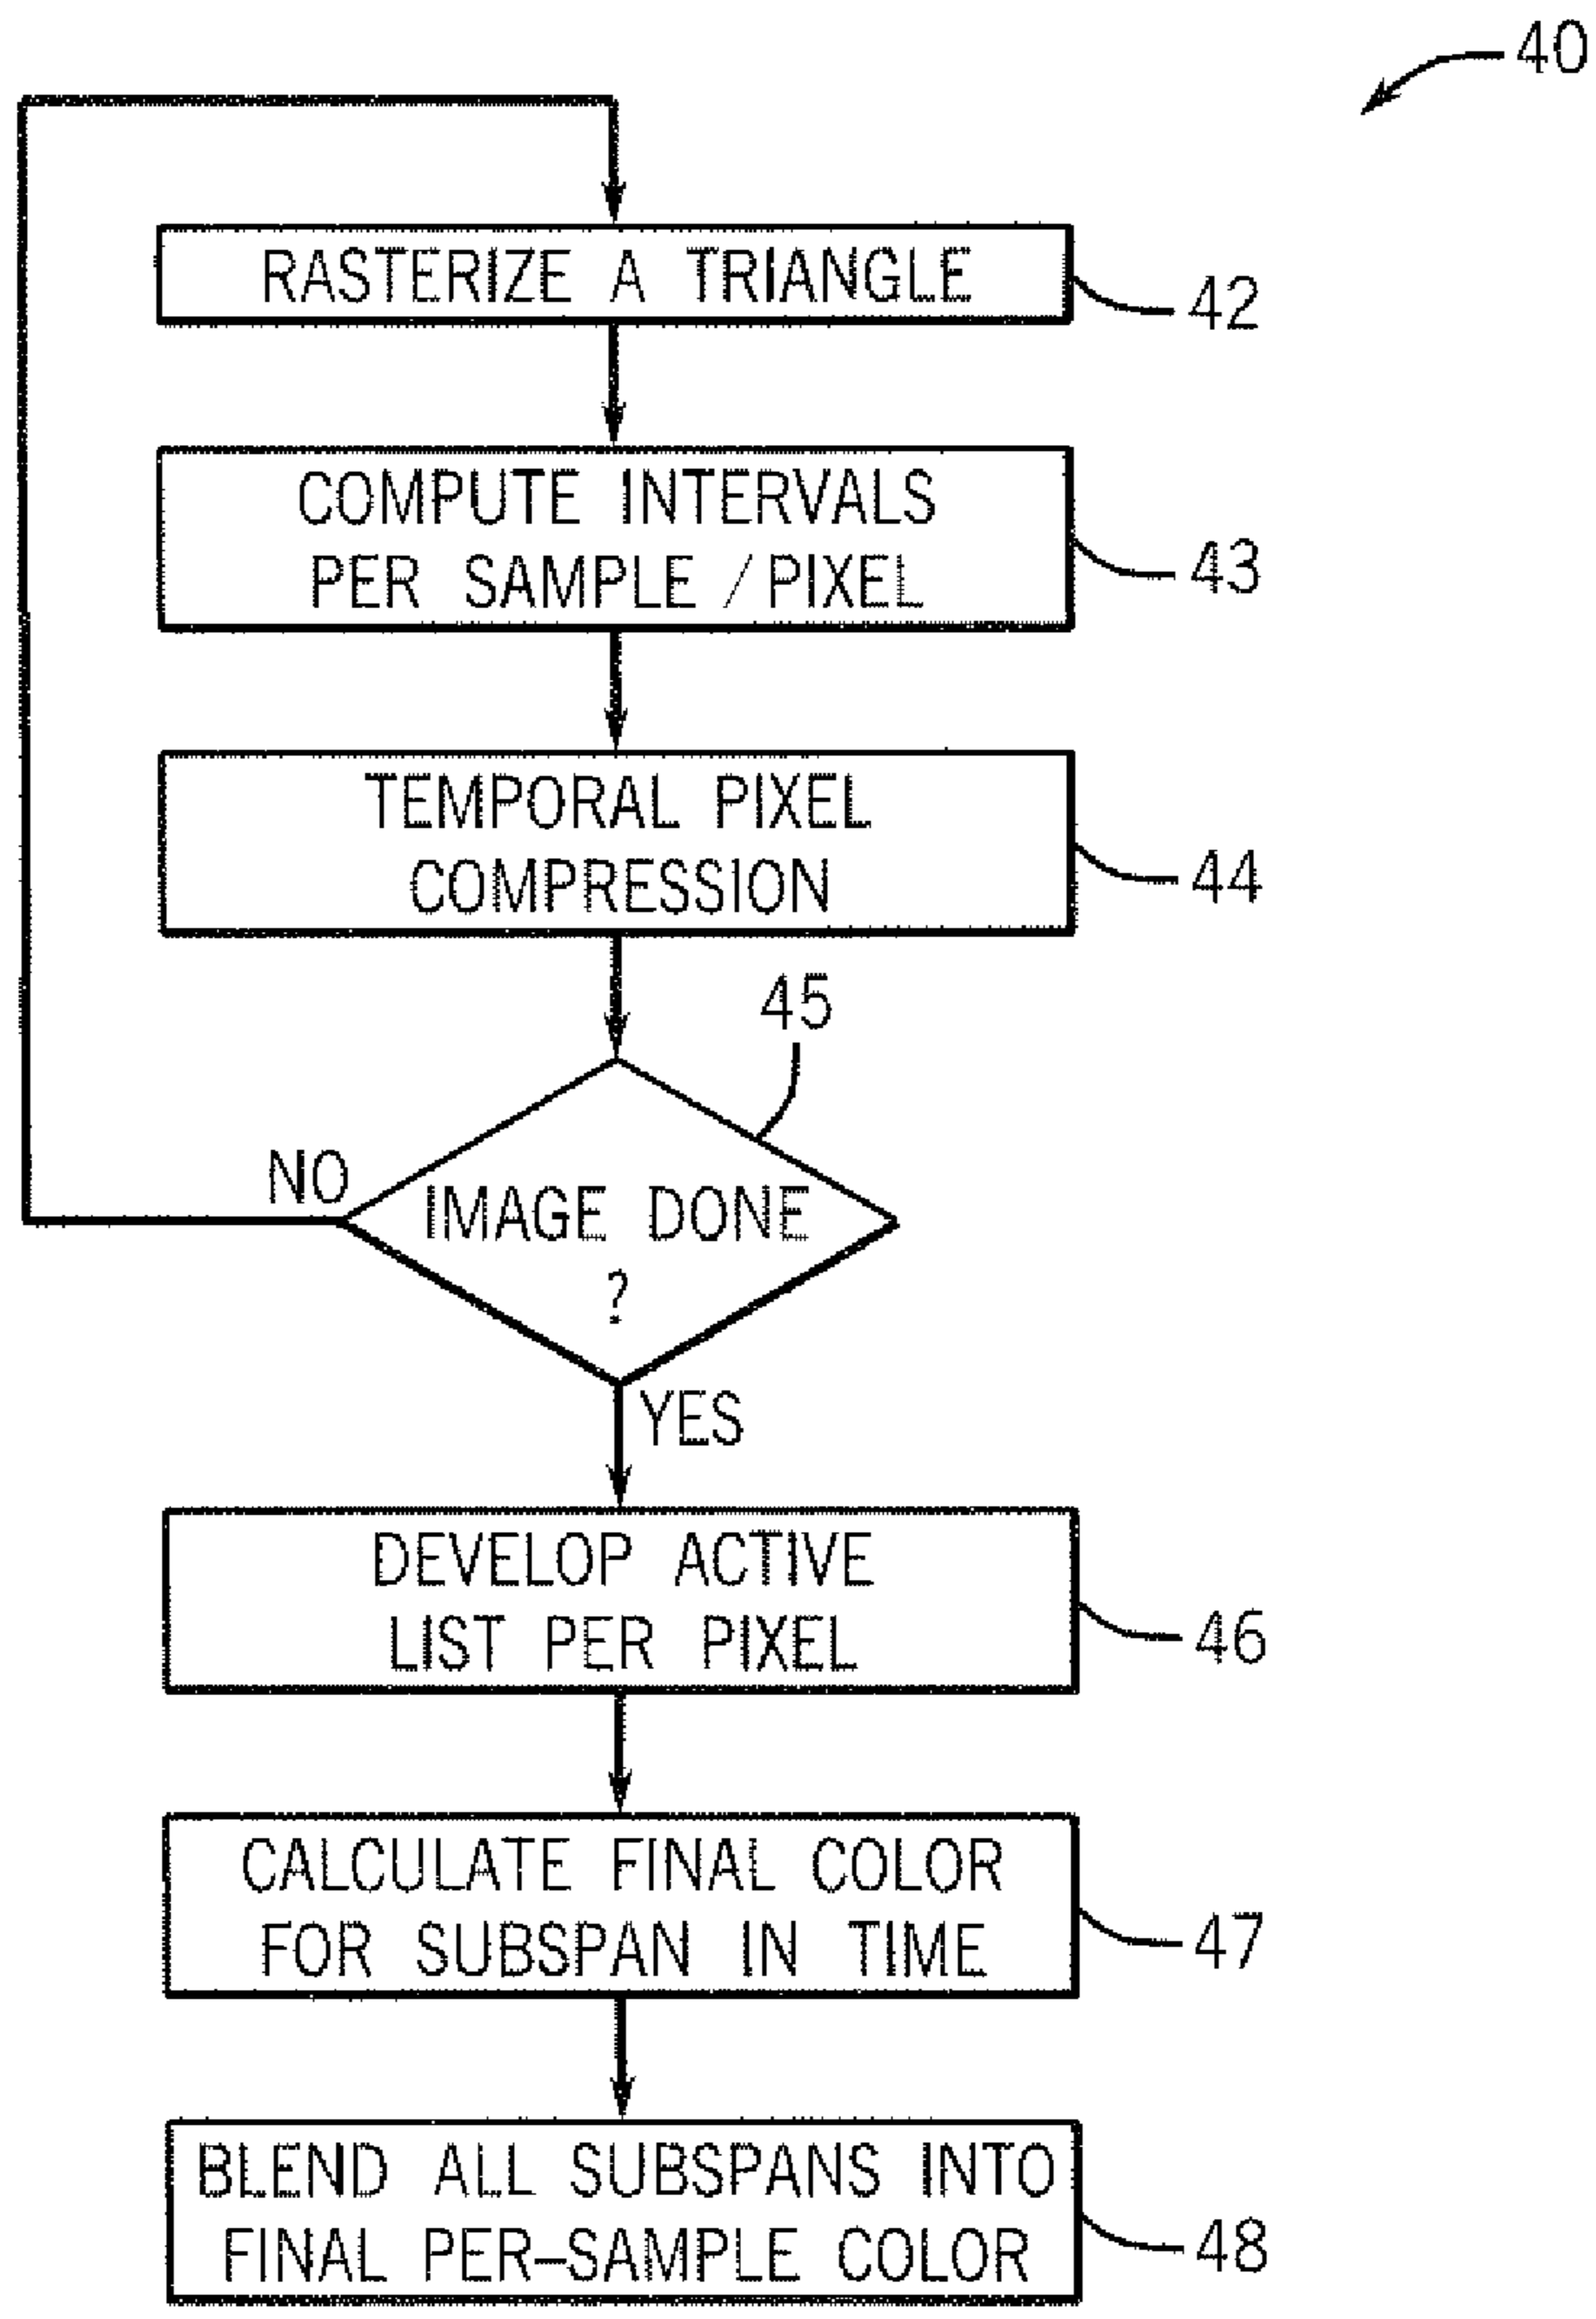 40
RASTERIZE A TRIANGLE
42
COMPUTE INTERVALS
PER SAMPLE / PIXEL
43
TEMPORAL PIXEL
COMPRESSION
44
45
NO
IMAGE DONE
?
YES
DEVELOP ACTIVE
LIST PER PIXEL
46
CALCULATE FINAL COLOR
FOR SUBSPAN IN TIME
47
BLEND ALL SUBSPANS INTO
FINAL PER–SAMPLE COLOR
48